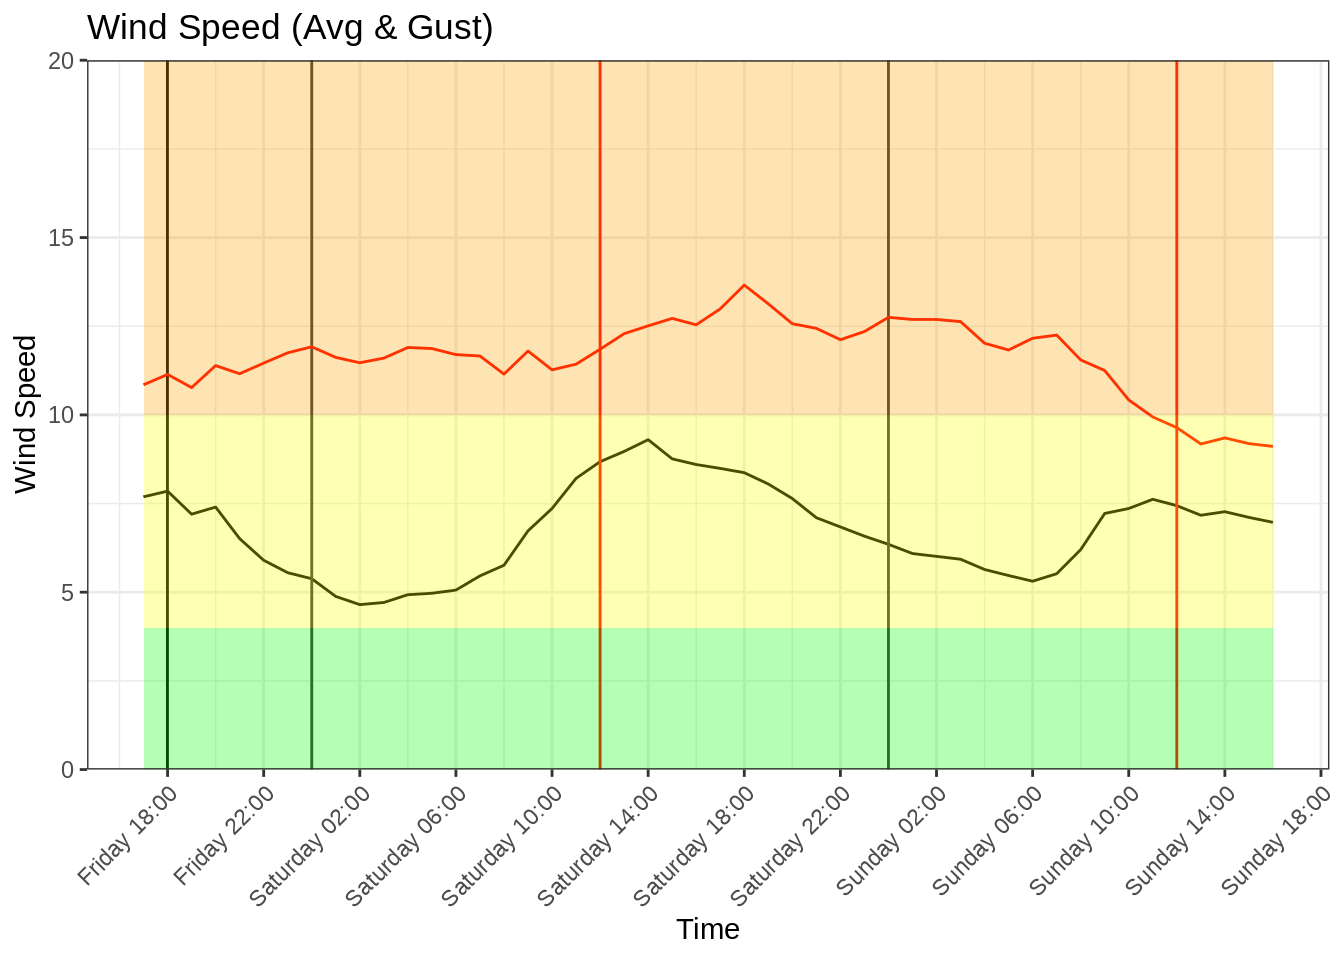 Wind Speed (Avg & Gust)
Wind Speed
20
15
10
5
0
Friday 18:00
Friday 22:00
Saturday 02:00
Saturday 06:00
Saturday 10:00
Saturday 14:00
Saturday 18:00
Saturday 22:00
Sunday 02:00
Sunday 06:00
Sunday 10:00
Sunday 14:00
Sunday 18:00
Time